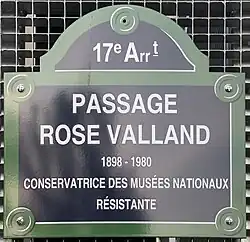 17e Arrt
PASSAGE
ROSE VALLAND
1898 - 1980
CONSERVATRICE DES MUSÉES NATIONAUX
RÉSISTANTE